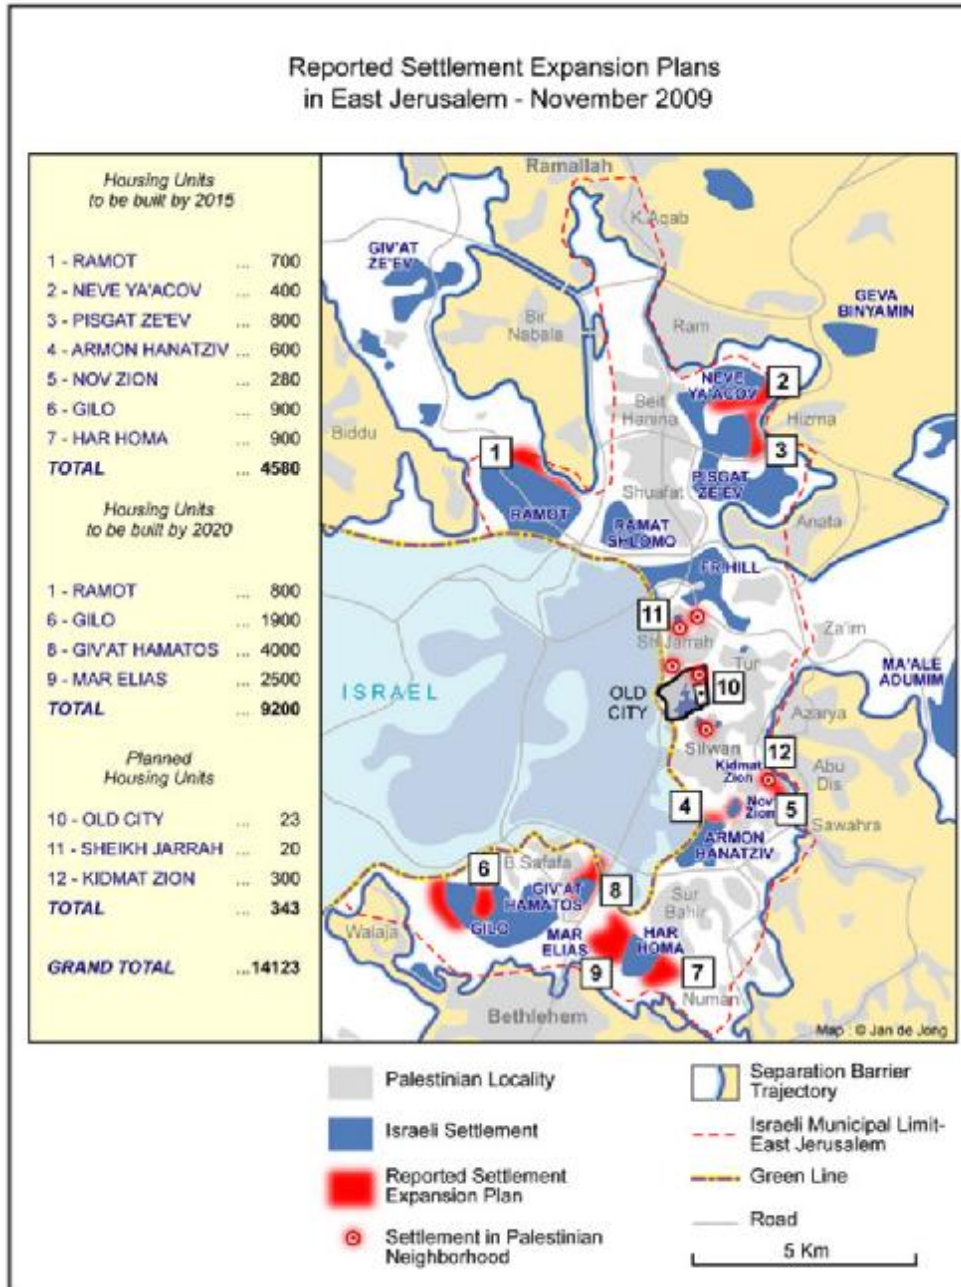 Reported Settlement Expansion Plans
in East Jerusalem - November 2009
Housing Units
to be built by 2015
1 - RAMOT ... 700
2 - NEVE YA'ACOV ... 400
3 - PISGAT ZE'EV ... 800
4 - ARMON HANATZIV ... 600
5 - NOV ZION ... 280
6 - GILO ... 900
7 - HAR HOMA ... 900
TOTAL ... 4580
Housing Units
to be built by 2020
1 - RAMOT ... 800
6 - GILO ... 1900
8 - GIV'AT HAMATOS ... 4000
9 - MAR ELIAS ... 2500
TOTAL ... 9200
Planned
Housing Units
10 - OLD CITY ... 23
11 - SHEIKH JARRAH ... 20
12 - KIDMAT ZION ... 300
TOTAL ... 343
GRAND TOTAL ...14123
Ramallah
K.Aqab
GIV'AT
ZE'EV
GEVA
BINYAMIN
Bir
Nabala
Ram
NEVE
YA'ACOV
2
Beit
Hanina
Hizma
Biddu
1
3
PISGAT
ZE'EV
Shuafat
RAMOT
RAMAT
SHLOMO
Anata
FR.HILL
11
Sh.Jarrah
Za'im
Tur
MA'ALE
ADUMIM
ISRAEL
OLD
CITY
10
Azarya
Silwan
12
Kidmat
Zion
Abu
Dis
4
Nov
Zion
5
Sawahra
ARMON
HANATZIV
6
B.Safafa
GIV'AT
HAMATOS
8
Sur
Bahir
GILO
Walaja
MAR
ELIAS
HAR
HOMA
9
7
Numan
Bethlehem
Map : © Jan de Jong
Palestinian Locality
Israeli Settlement
Reported Settlement
Expansion Plan
Settlement in Palestinian
Neighborhood
Separation Barrier
Trajectory
Israeli Municipal Limit-
East Jerusalem
Green Line
Road
5 Km